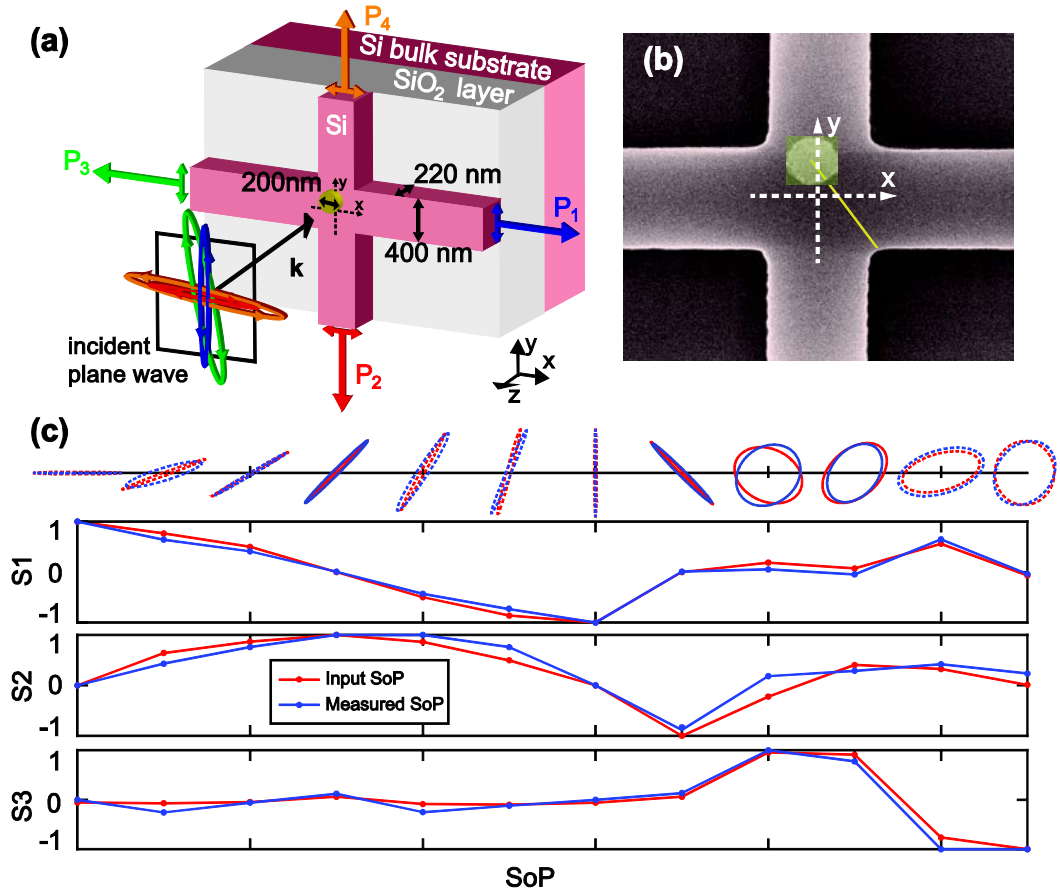 (a)
P4
Si bulk substrate
SiO2 layer
Si
P3
200nm
y
x
220 nm
P1
400 nm
k
incident
plane wave
P2
y
x
z
(b)
y
x
(c)
1
S1
0
-1
1
S2
0
-1
Input SoP
Measured SoP
1
S3
0
-1
SoP